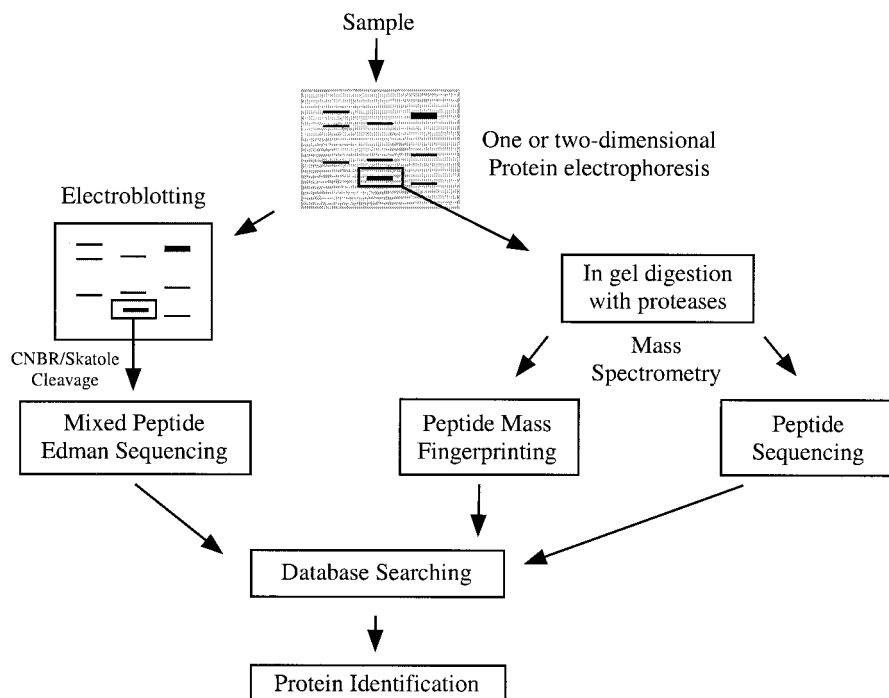 Sample
One or two-dimensional
Protein electrophoresis
Electroblotting
In gel digestion
with proteases
CNBR/Skatole
Cleavage
Mass
Spectrometry
Mixed Peptide
Edman Sequencing
Peptide Mass
Fingerprinting
Peptide
Sequencing
Database Searching
Protein Identification